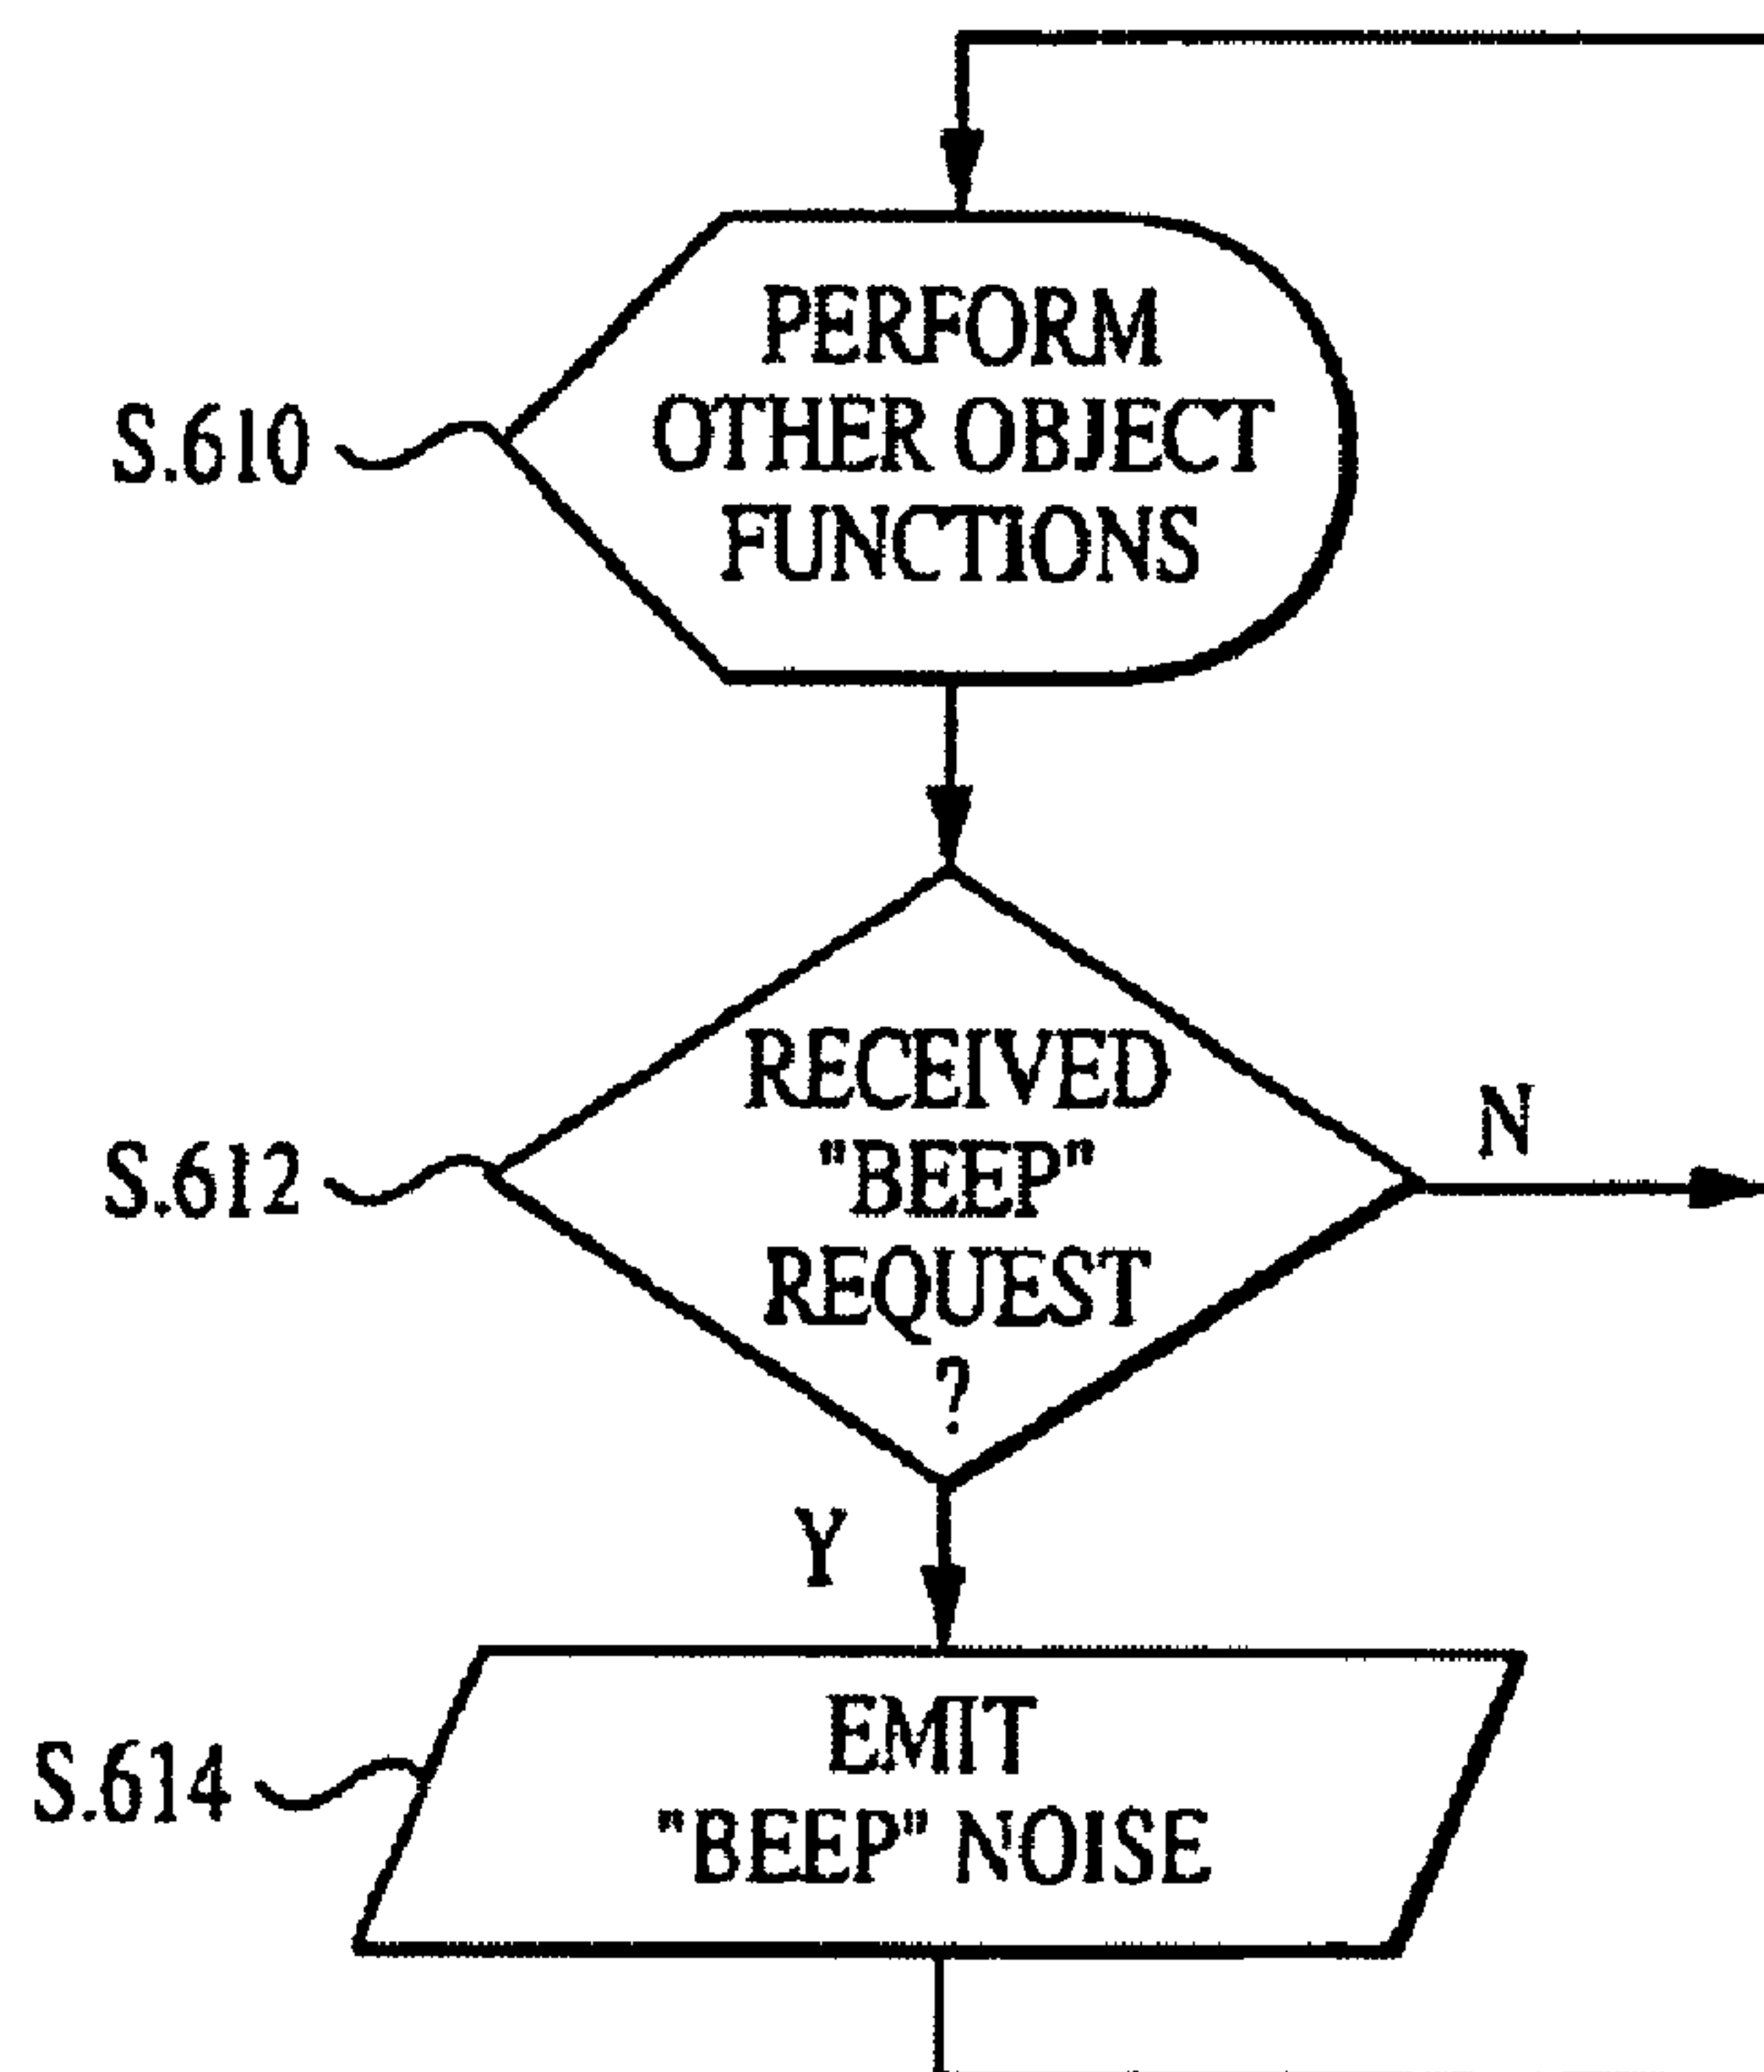 PERFORM
OTHER OBJECT
FUNCTIONS
S.610
RECEIVED
"BEEP"
REQUEST
?
S.612
N
Y
EMIT
"BEEP" NOISE
S.614